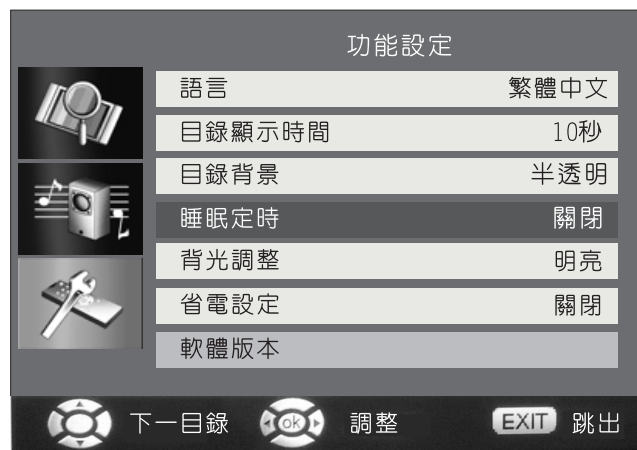 功能設定
語言 繁體中文
目錄顯示時間 10秒
目錄背景 半透明
睡眠定時 關閉
背光調整 明亮
省電設定 關閉
軟體版本
下一目錄 ok 調整 EXIT 跳出